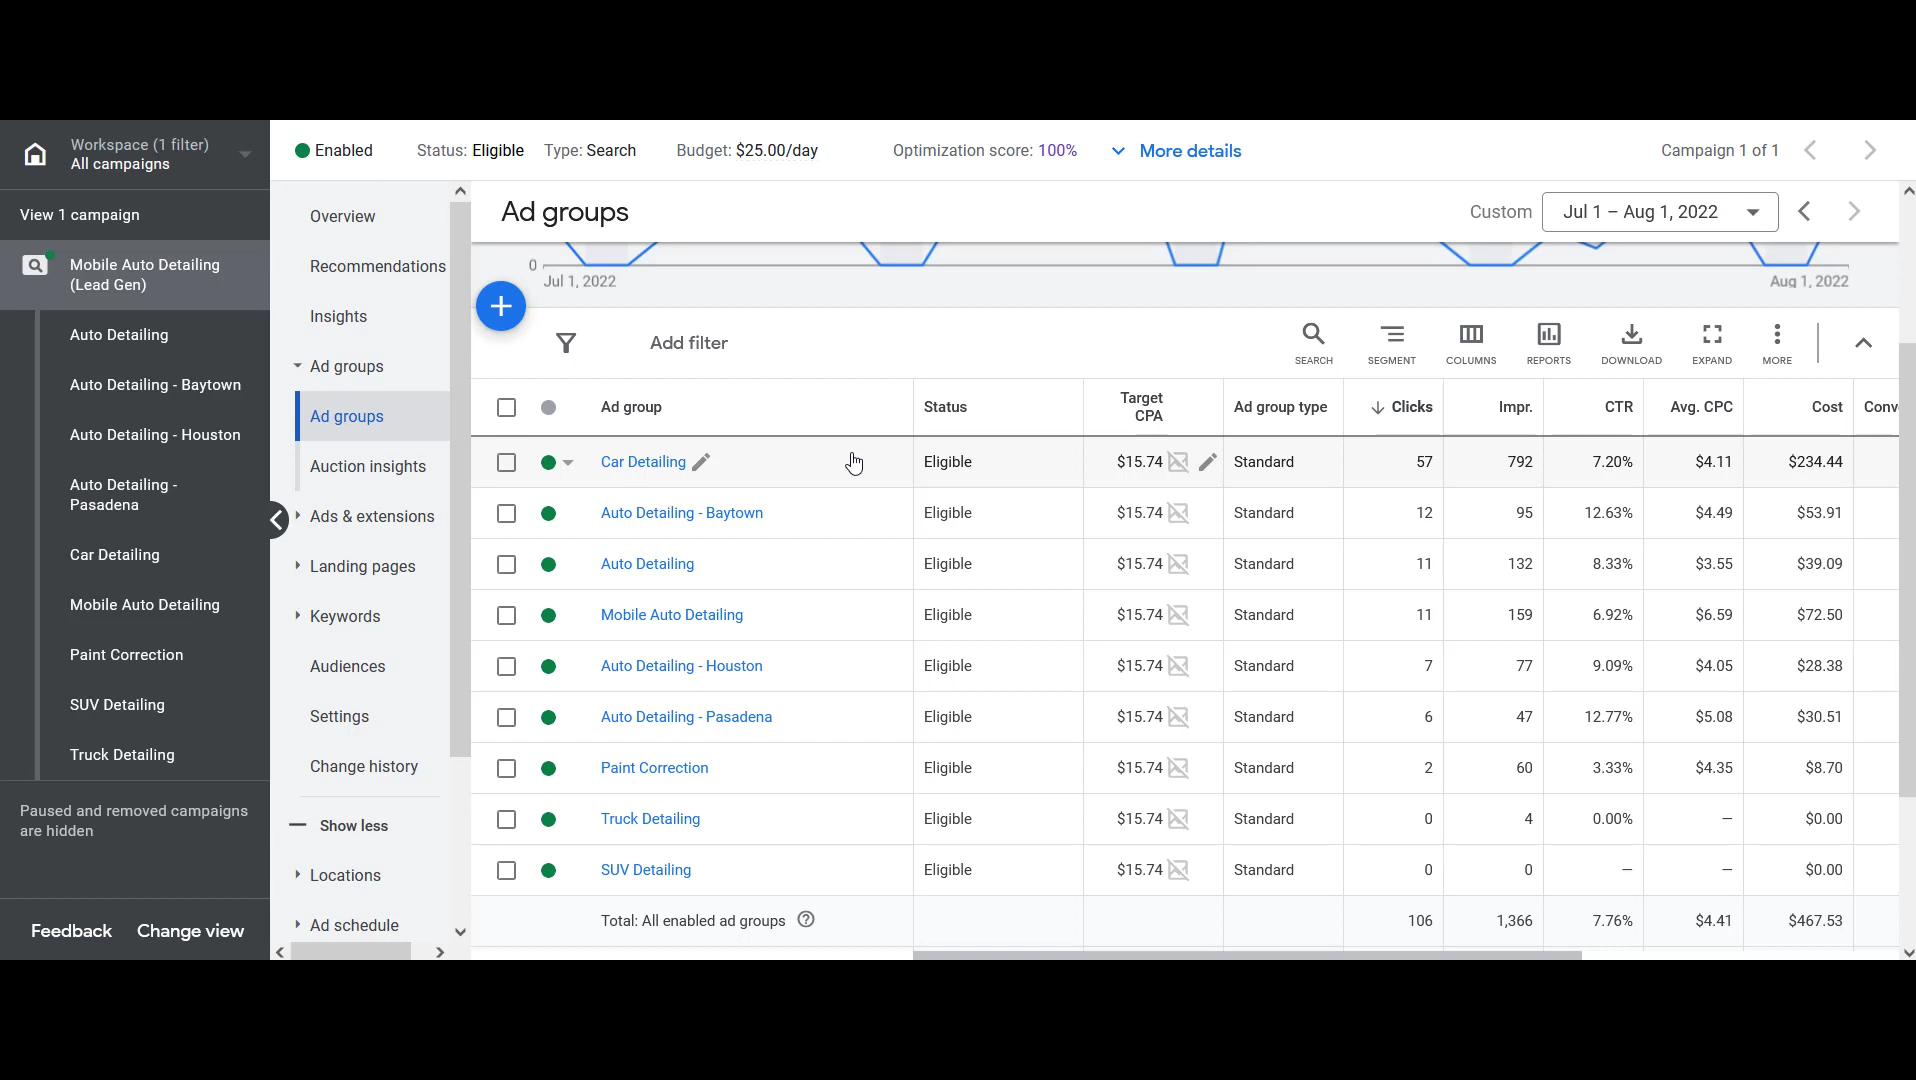 Workspace (1 filter)
All campaigns
Enabled Status: Eligible Type: Search Budget: $25.00/day Optimization score: 100% More details Campaign 1 of 1
View 1 campaign
Mobile Auto Detailing
(Lead Gen)
Auto Detailing
Auto Detailing - Baytown
Auto Detailing - Houston
Auto Detailing -
Pasadena
Car Detailing
Mobile Auto Detailing
Paint Correction
SUV Detailing
Truck Detailing
Paused and removed campaigns
are hidden
Feedback Change view
Overview
Recommendations
Insights
Ad groups
Ad groups
Auction insights
Ads & extensions
Landing pages
Keywords
Audiences
Settings
Change history
Show less
Locations
Ad schedule
Ad groups Custom Jul 1 – Aug 1, 2022
0
Jul 1, 2022 Aug 1, 2022
Add filter
SEARCH SEGMENT COLUMNS REPORTS DOWNLOAD EXPAND MORE
Ad group Status Target CPA Ad group type Clicks Impr. CTR Avg. CPC Cost Conv
Car Detailing Eligible $15.74 Standard 57 792 7.20% $4.11 $234.44
Auto Detailing - Baytown Eligible $15.74 Standard 12 95 12.63% $4.49 $53.91
Auto Detailing Eligible $15.74 Standard 11 132 8.33% $3.55 $39.09
Mobile Auto Detailing Eligible $15.74 Standard 11 159 6.92% $6.59 $72.50
Auto Detailing - Houston Eligible $15.74 Standard 7 77 9.09% $4.05 $28.38
Auto Detailing - Pasadena Eligible $15.74 Standard 6 47 12.77% $5.08 $30.51
Paint Correction Eligible $15.74 Standard 2 60 3.33% $4.35 $8.70
Truck Detailing Eligible $15.74 Standard 0 4 0.00% — $0.00
SUV Detailing Eligible $15.74 Standard 0 0 — — $0.00
Total: All enabled ad groups 106 1,366 7.76% $4.41 $467.53